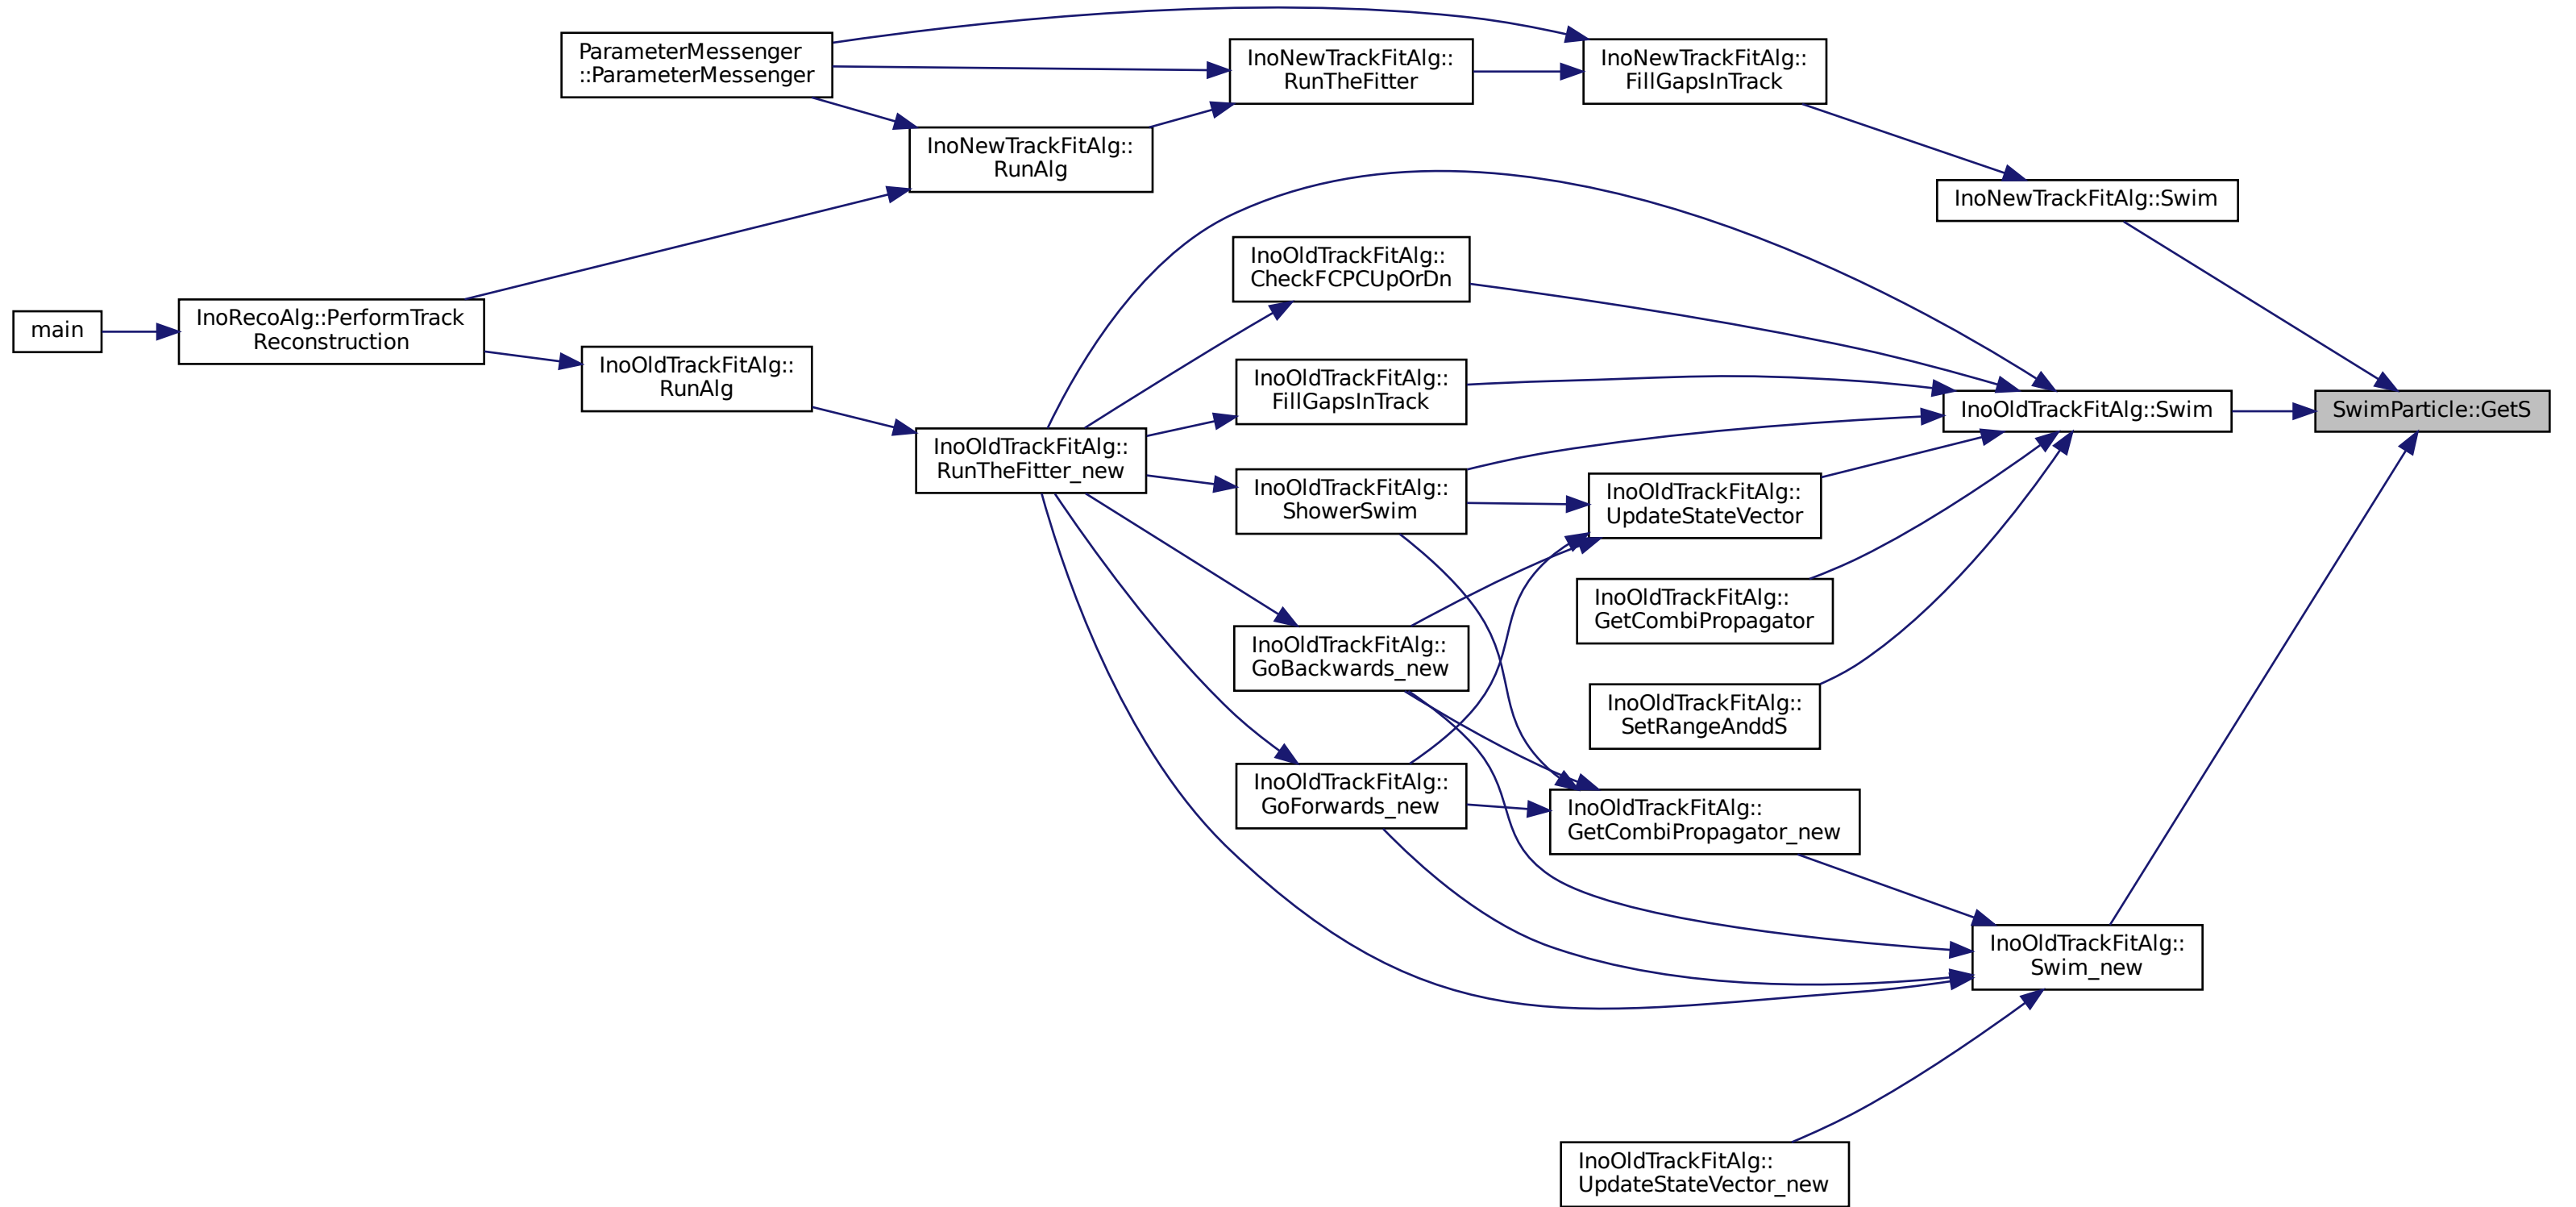 ParameterMessenger
::ParameterMessenger
InoNewTrackFitAlg::
RunTheFitter
InoNewTrackFitAlg::
FillGapsInTrack
InoNewTrackFitAlg::
RunAlg
InoNewTrackFitAlg::Swim
InoOldTrackFitAlg::
CheckFCPCUpOrDn
main
InoRecoAlg::PerformTrack
Reconstruction
InoOldTrackFitAlg::
RunAlg
InoOldTrackFitAlg::
FillGapsInTrack
InoOldTrackFitAlg::Swim
SwimParticle::GetS
InoOldTrackFitAlg::
RunTheFitter_new
InoOldTrackFitAlg::
ShowerSwim
InoOldTrackFitAlg::
UpdateStateVector
InoOldTrackFitAlg::
GetCombiPropagator
InoOldTrackFitAlg::
GoBackwards_new
InoOldTrackFitAlg::
SetRangeAnddS
InoOldTrackFitAlg::
GoForwards_new
InoOldTrackFitAlg::
GetCombiPropagator_new
InoOldTrackFitAlg::
Swim_new
InoOldTrackFitAlg::
UpdateStateVector_new